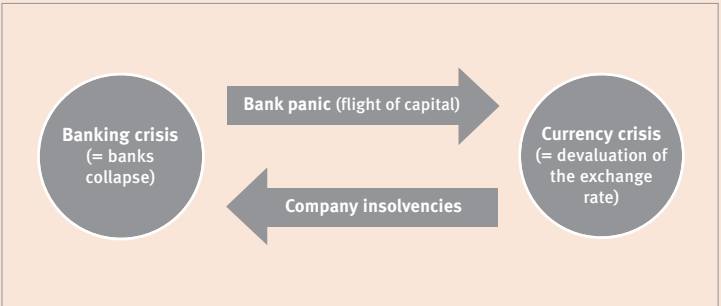 Banking crisis
(= banks
collapse)
Bank panic (flight of capital)
Company insolvencies
Currency crisis
(= devaluation of
the exchange
rate)